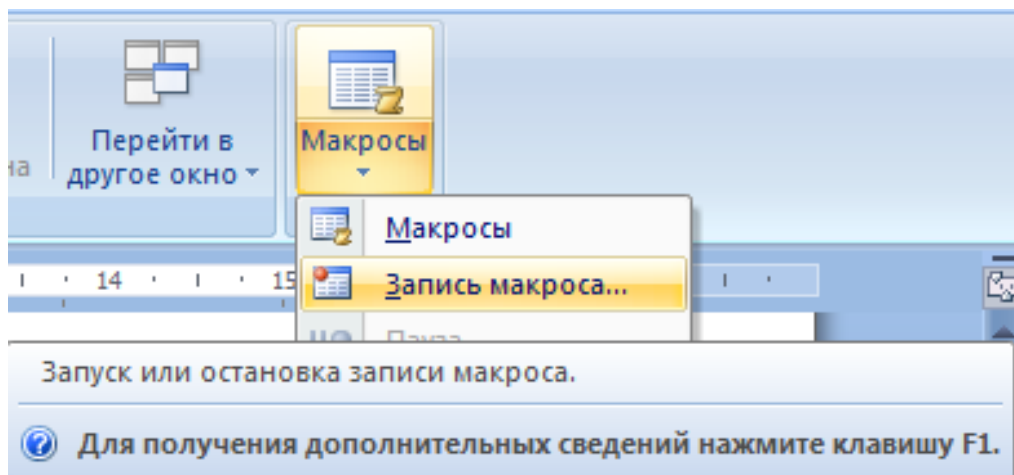 Перейти в
другое окно
на
Макросы
Макросы
Запись макроса...
14
15
Запуск или остановка записи макроса.
Для получения дополнительных сведений нажмите клавишу F1.